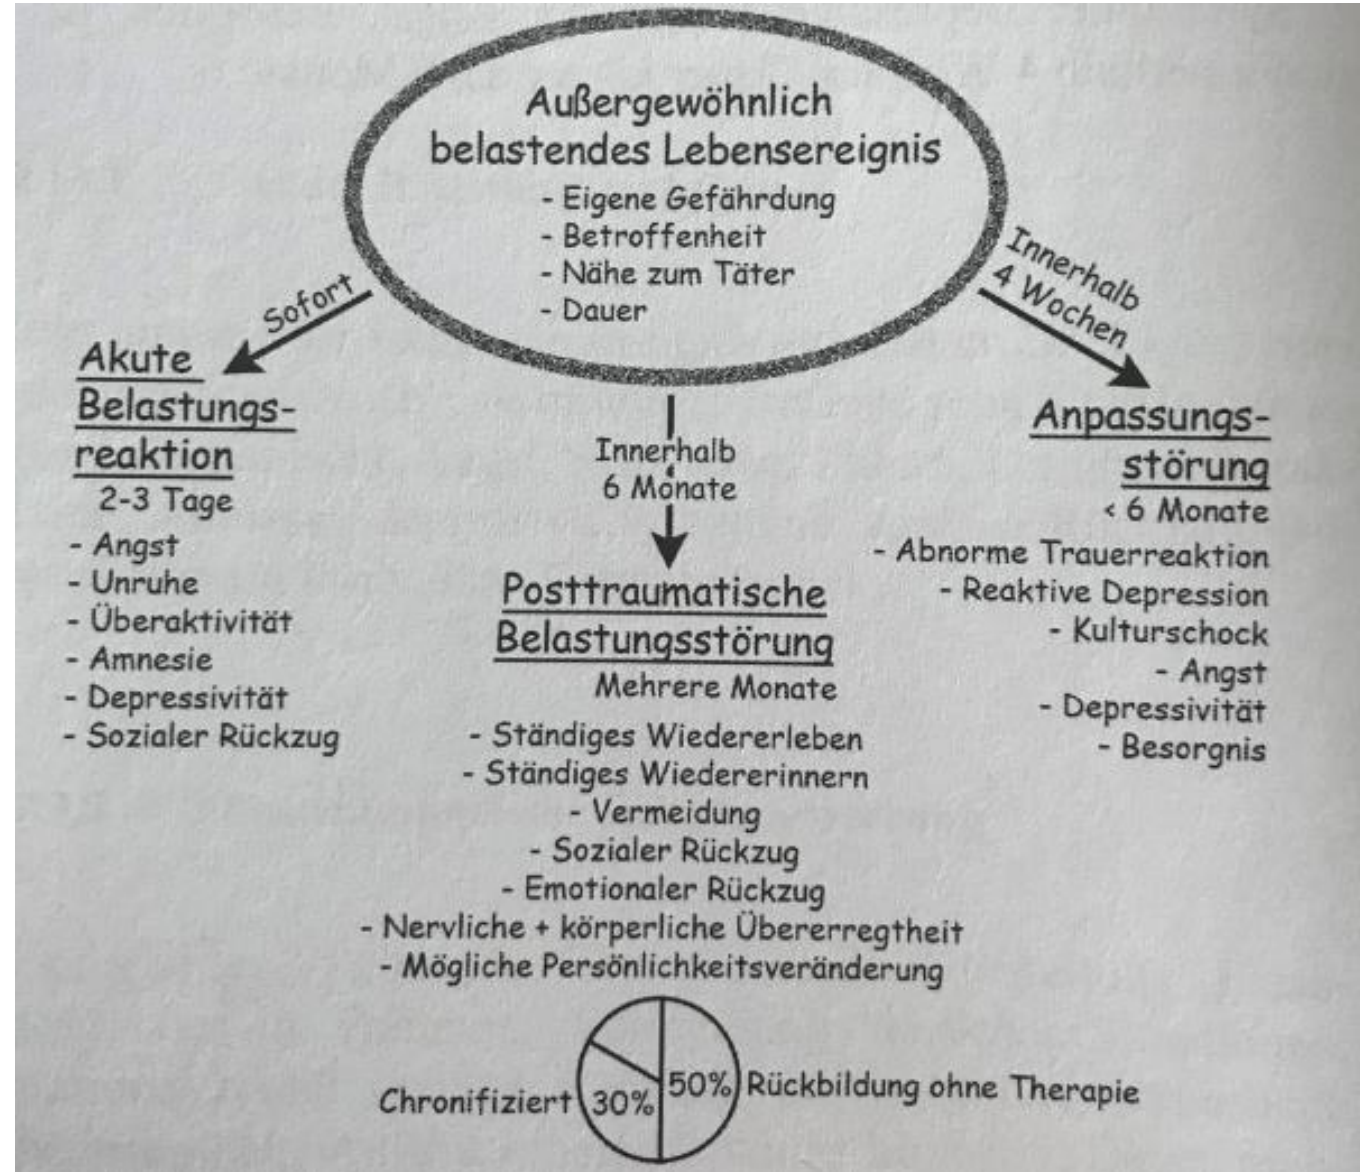 Außergewöhnlich
belastendes Lebensereignis
- Eigene Gefährdung
- Betroffenheit
- Nähe zum Täter
- Dauer
Sofort
Akute
Belastungs-
reaktion
2-3 Tage
- Angst
- Unruhe
- Überaktivität
- Amnesie
- Depressivität
- Sozialer Rückzug
Innerhalb
6 Monate
Posttraumatische
Belastungsstörung
Mehrere Monate
- Ständiges Wiedererleben
- Ständiges Wiedererinnern
- Vermeidung
- Sozialer Rückzug
- Emotionaler Rückzug
- Nervliche + körperliche Übererregtheit
- Mögliche Persönlichkeitsveränderung
Chronifiziert
30%
50%
Rückbildung ohne Therapie
Innerhalb
4 Wochen
Anpassungs-
störung
< 6 Monate
- Abnorme Trauerreaktion
- Reaktive Depression
- Kulturschock
- Angst
- Depressivität
- Besorgnis